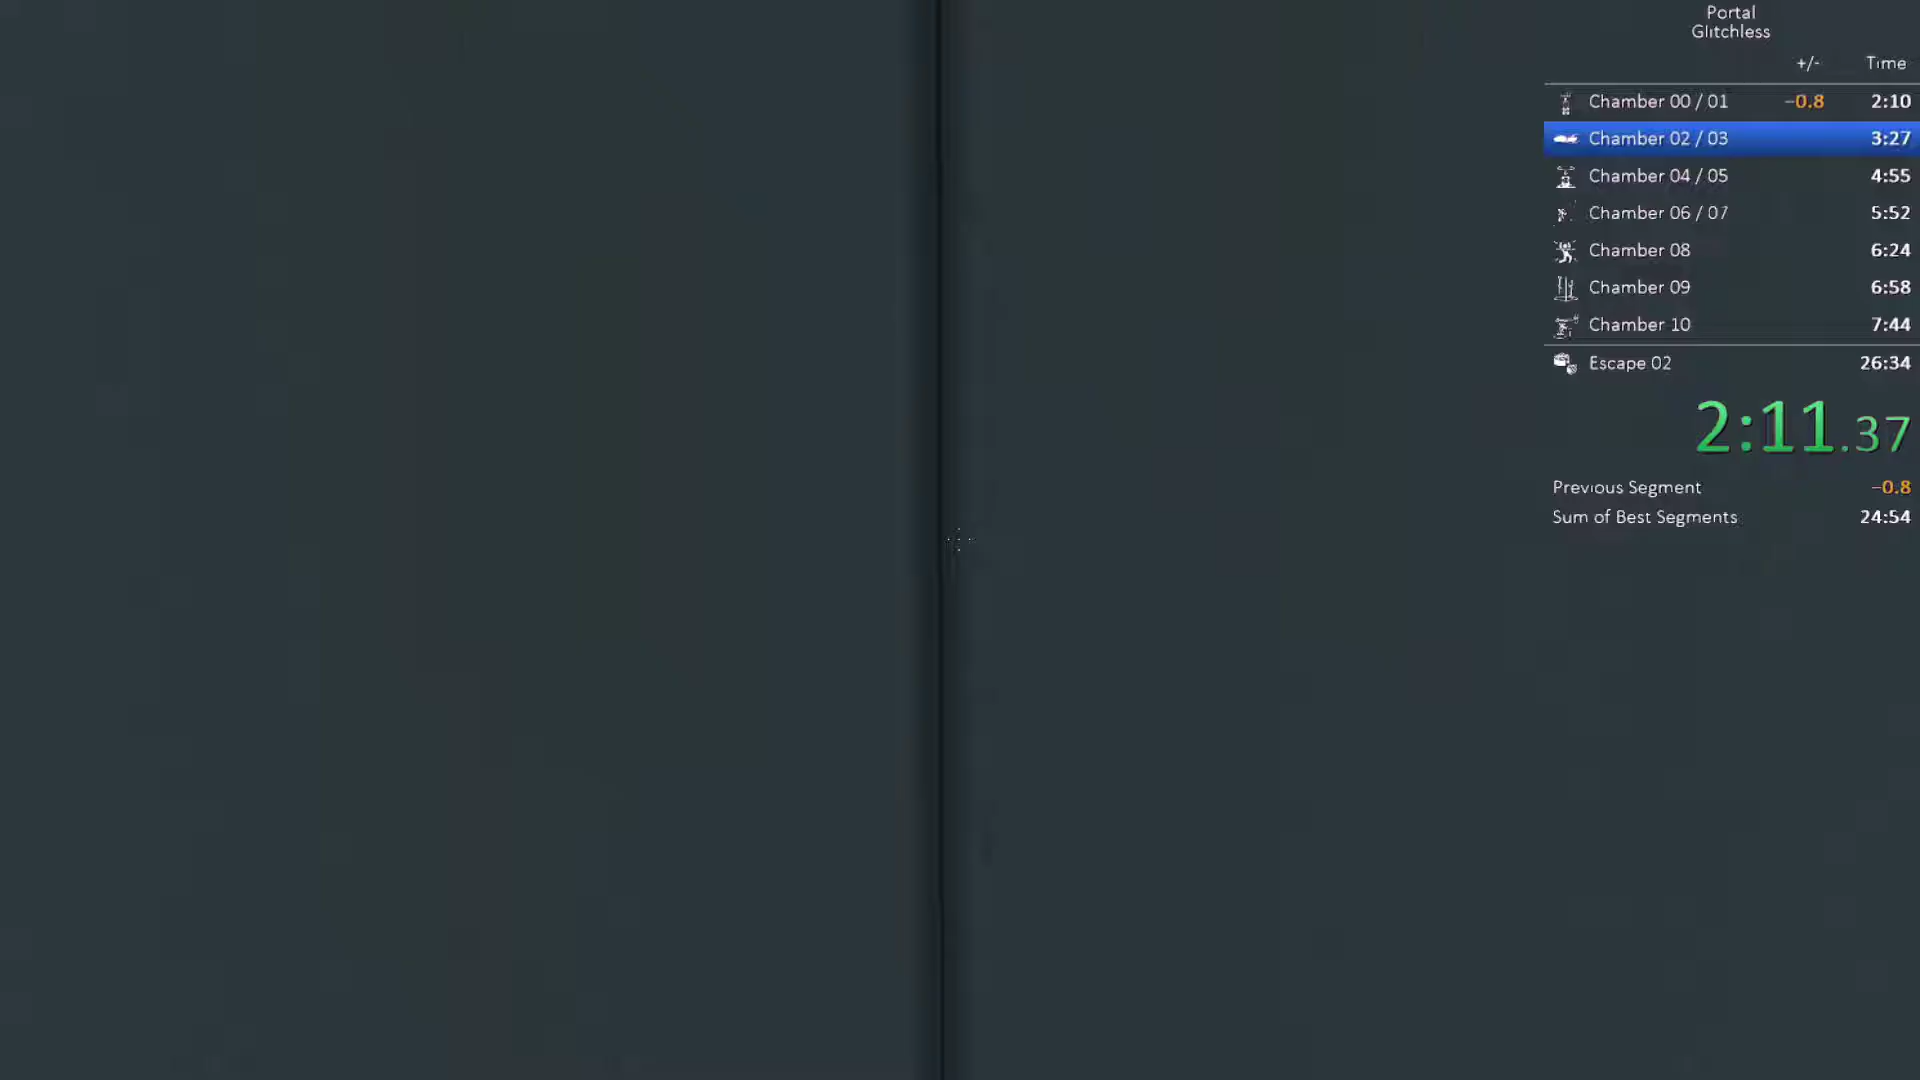 Portal
Glitchless
+/- Time
Chamber 00 / 01 −0.8 2:10
Chamber 02 / 03 3:27
Chamber 04 / 05 4:55
Chamber 06 / 07 5:52
Chamber 08 6:24
Chamber 09 6:58
Chamber 10 7:44
Escape 02 26:34
2:11.37
Previous Segment −0.8
Sum of Best Segments 24:54